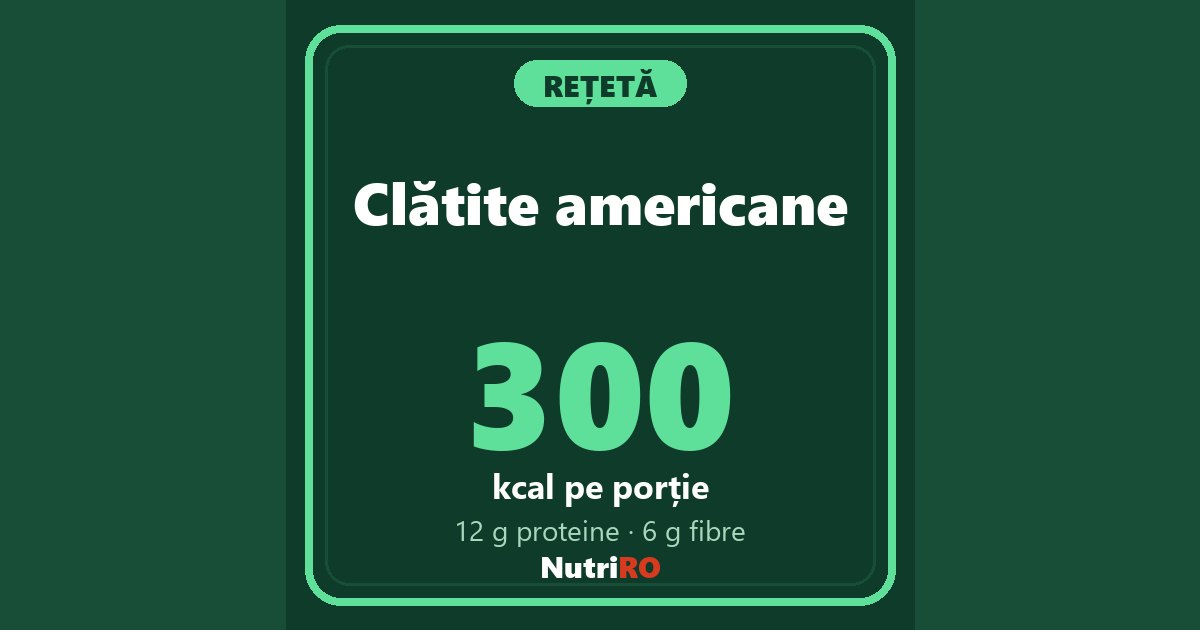 REȚETĂ
Clătite americane
300
kcal pe porție
12 g proteine · 6 g fibre
NutriRO